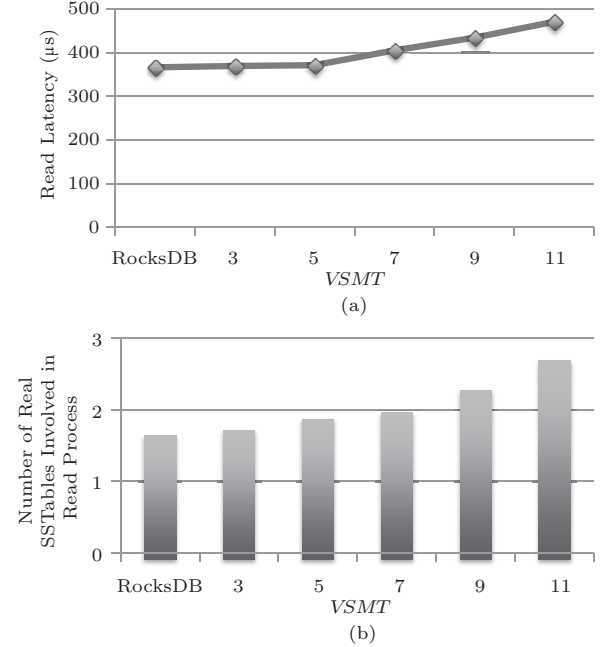 500
400
300
200
100
0
Read Latency (μs)
RocksDB 3 5 7 9 11
VSMT
(a)
3
2
1
0
Number of Real
SSTables Involved in
Read Process
RocksDB 3 5 7 9 11
VSMT
(b)